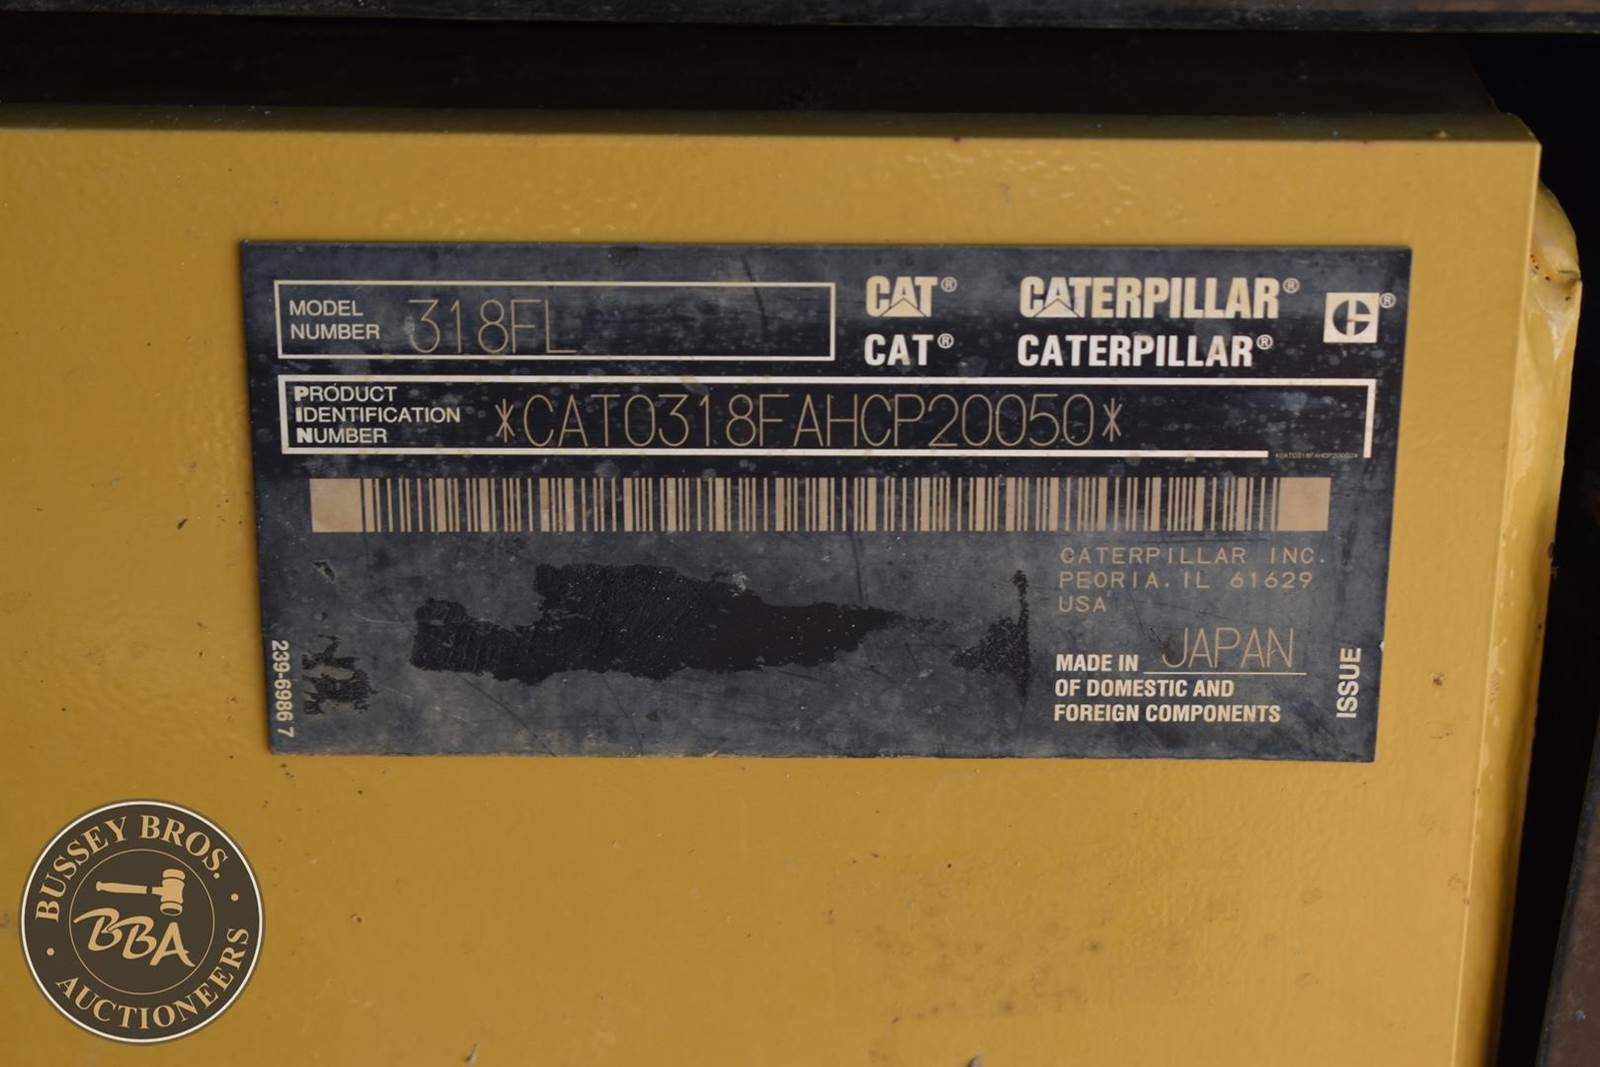 MODEL
NUMBER 318FL
CAT® CATERPILLAR® ®
CAT® CATERPILLAR®
PRODUCT
IDENTIFICATION
NUMBER *CAT0318FAHCP20050*
*CAT0318FAHCP20050*
CATERPILLAR INC.
PEORIA, IL 61629
USA
MADE IN JAPAN
OF DOMESTIC AND
FOREIGN COMPONENTS
ISSUE
239-6986 7
BUSSEY BROS.
BBA
AUCTIONEERS